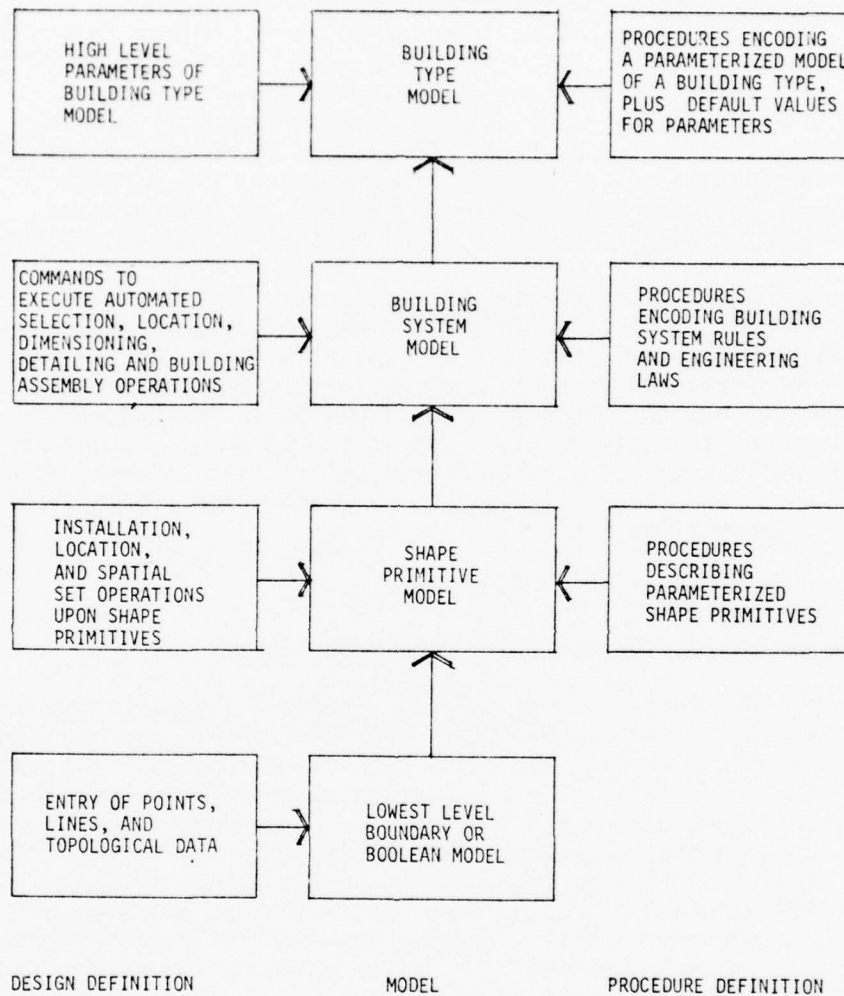 HIGH LEVEL
PARAMETERS OF
BUILDING TYPE
MODEL
BUILDING
TYPE
MODEL
PROCEDURES ENCODING
A PARAMETERIZED MODEL
OF A BUILDING TYPE,
PLUS DEFAULT VALUES
FOR PARAMETERS
COMMANDS TO
EXECUTE AUTOMATED
SELECTION, LOCATION,
DIMENSIONING,
DETAILING AND BUILDING
ASSEMBLY OPERATIONS
BUILDING
SYSTEM
MODEL
PROCEDURES
ENCODING BUILDING
SYSTEM RULES
AND ENGINEERING
LAWS
INSTALLATION,
LOCATION,
AND SPATIAL
SET OPERATIONS
UPON SHAPE
PRIMITIVES
SHAPE
PRIMITIVE
MODEL
PROCEDURES
DESCRIBING
PARAMETERIZED
SHAPE PRIMITIVES
ENTRY OF POINTS,
LINES, AND
TOPOLOGICAL DATA
LOWEST LEVEL
BOUNDARY OR
BOOLEAN MODEL
DESIGN DEFINITION
MODEL
PROCEDURE DEFINITION